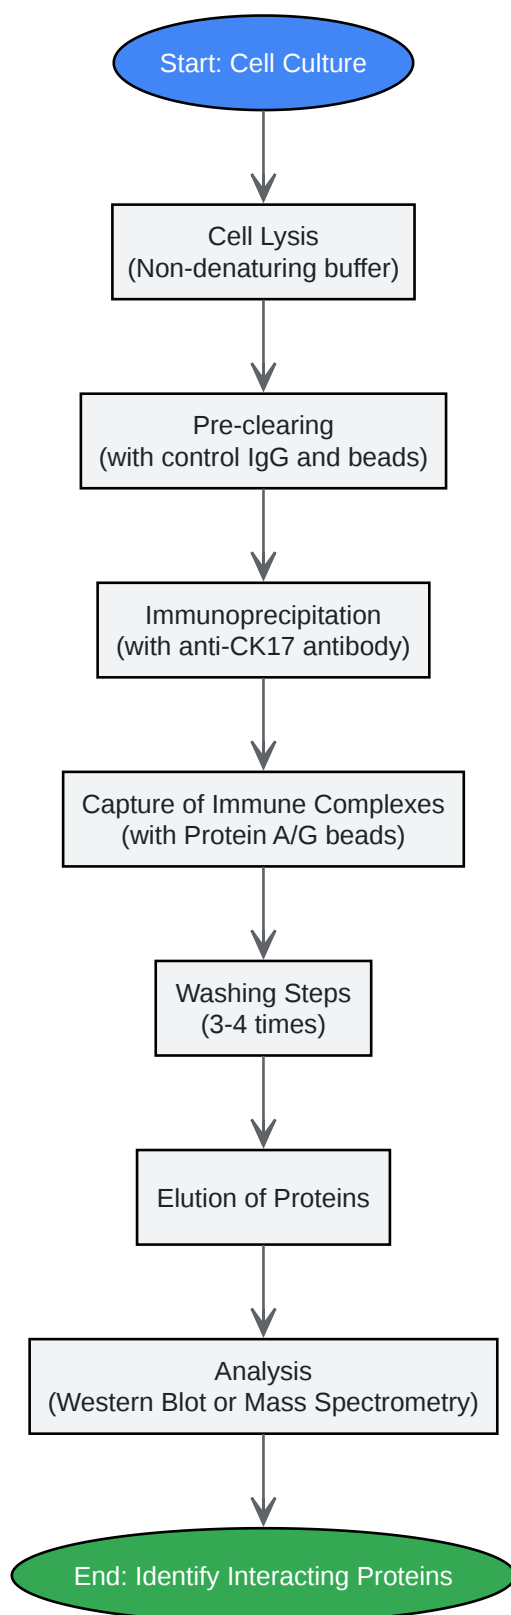 Start: Cell Culture
Cell Lysis
(Non-denaturing buffer)
Pre-clearing
(with control IgG and beads)
Immunoprecipitation
(with anti-CK17 antibody)
Capture of Immune Complexes
(with Protein A/G beads)
Washing Steps
(3-4 times)
Elution of Proteins
Analysis
(Western Blot or Mass Spectrometry)
End: Identify Interacting Proteins